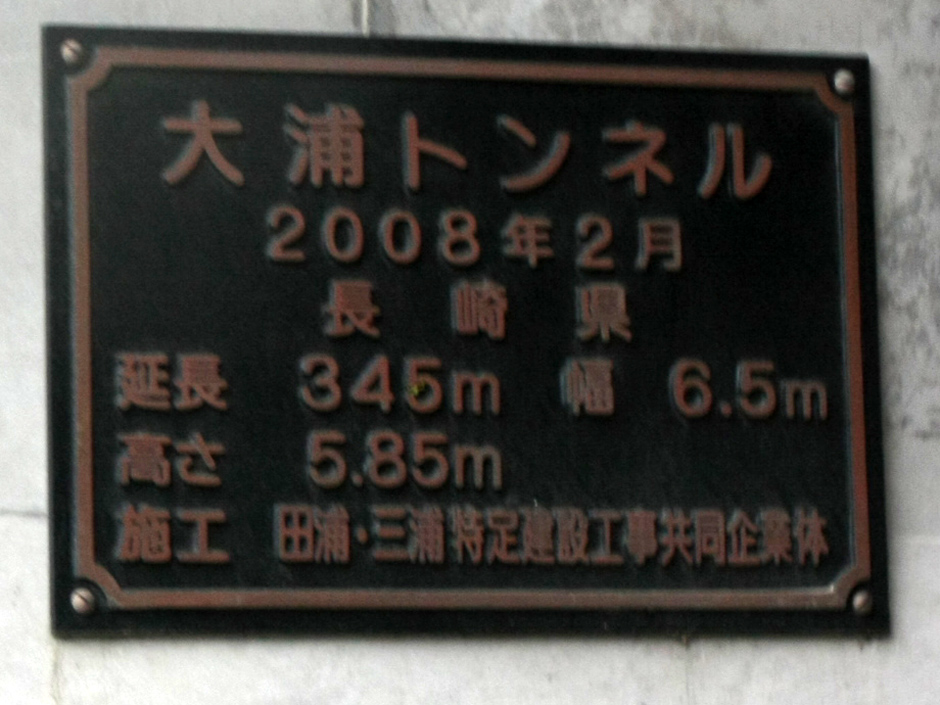 大浦トンネル
2008年2月
長崎県
延長 345m 幅 6.5m
高さ 5.85m
施工 田浦・三浦特定建設工事共同企業体